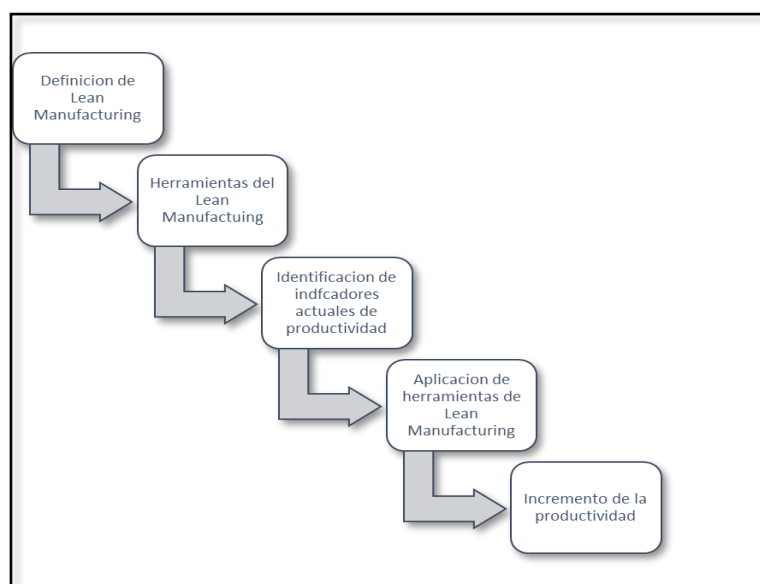 Definicion de
Lean
Manufacturing
Herramientas del
Lean
Manufactuing
Identificacion de
indfcadores
actuales de
productividad
Aplicacion de
herramientas de
Lean
Manufacturing
Incremento de la
productividad